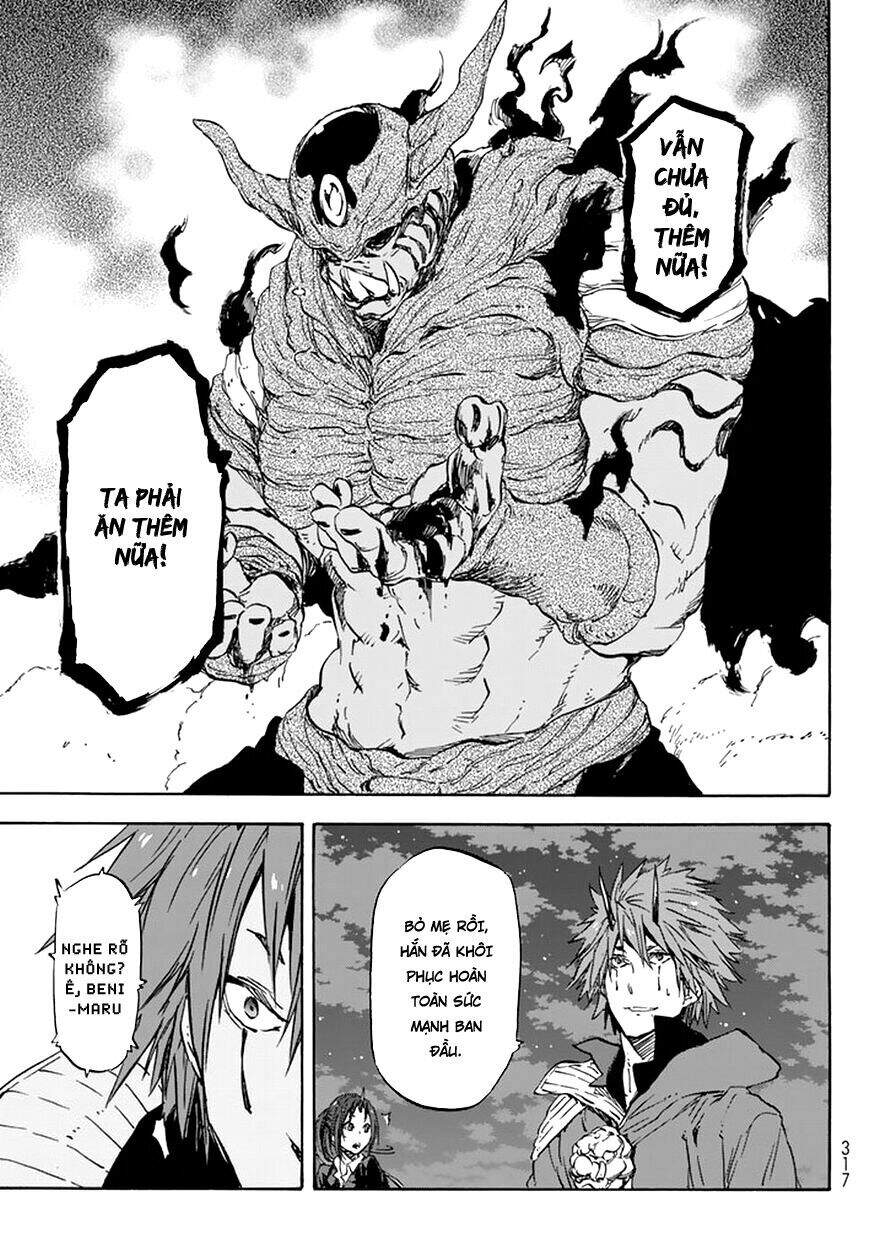 VẪN
CHƯA
ĐỦ,
THÊM
NỮA!
TA PHẢI
ĂN THÊM
NỮA!
BỎ MẸ RỒI,
HẮN ĐÃ KHÔI
PHỤC HOÀN
TOÀN SỨC
MẠNH BAN
ĐẦU.
NGHE RÕ
KHÔNG?
Ê, BENI
-MARU
317